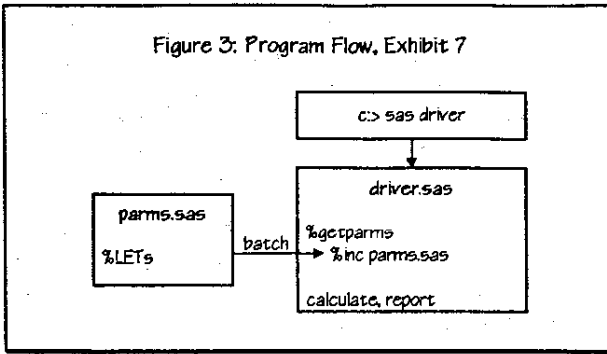 Figure 3: Program Flow, Exhibit 7
c:> sas driver
driver.sas
parms.sas
%getparms
%LETs
batch
%inc parms.sas
calculate, report